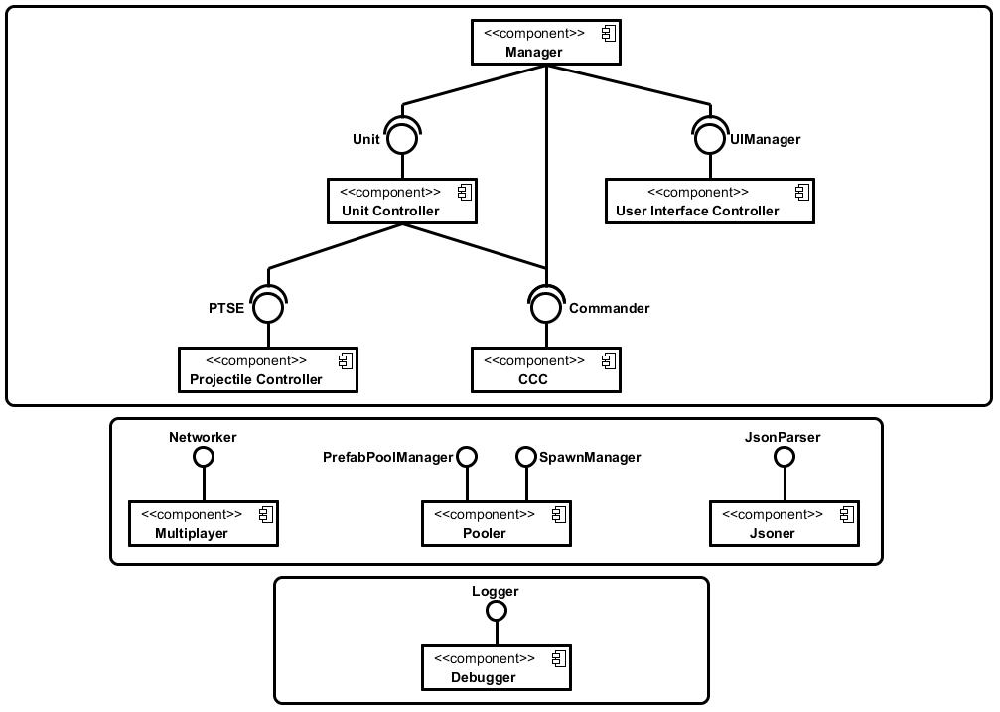 <<component>>
Manager
Unit
UIManager
<<component>>
Unit Controller
<<component>>
User Interface Controller
PTSE
Commander
<<component>>
Projectile Controller
<<component>>
CCC
Networker
JsonParser
PrefabPoolManager
SpawnManager
<<component>>
Multiplayer
<<component>>
Pooler
<<component>>
Jsoner
Logger
<<component>>
Debugger